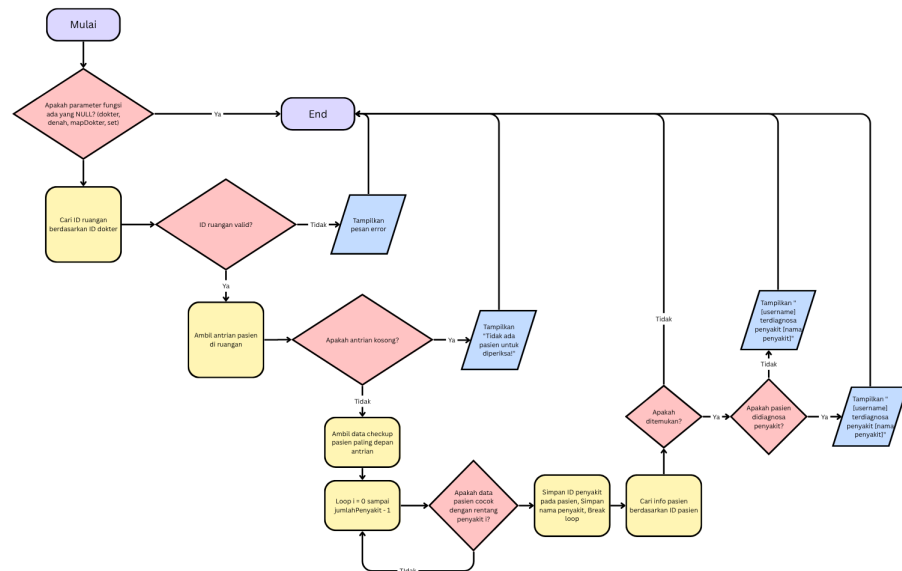 Mulai
Apakah parameter fungsi
ada yang NULL? (dokter,
denah, mapDokter, set)
Ya
End
Cari ID ruangan
berdasarkan ID dokter
ID ruangan valid?
Tidak
Tampilkan
pesan error
Ya
Ambil antrian pasien
di ruangan
Apakah antrian kosong?
Ya
Tampilkan
"Tidak ada
pasien untuk
diperiksa!"
Tidak
Ambil data checkup
pasien paling depan
antrian
Loop i = 0 sampai
jumlahPenyakit - 1
Apakah data
pasien cocok
dengan rentang
penyakit i?
Tidak
Simpan ID penyakit
pada pasien, Simpan
nama penyakit, Break
loop
Cari info pasien
berdasarkan ID pasien
Apakah
ditemukan?
Tidak
Ya
Apakah pasien
didiagnosa
penyakit?
Tidak
Tampilkan "
[username]
terdiagnosa
penyakit [nama
penyakit]"
Ya
Tampilkan "
[username]
terdiagnosa
penyakit [nama
penyakit]"